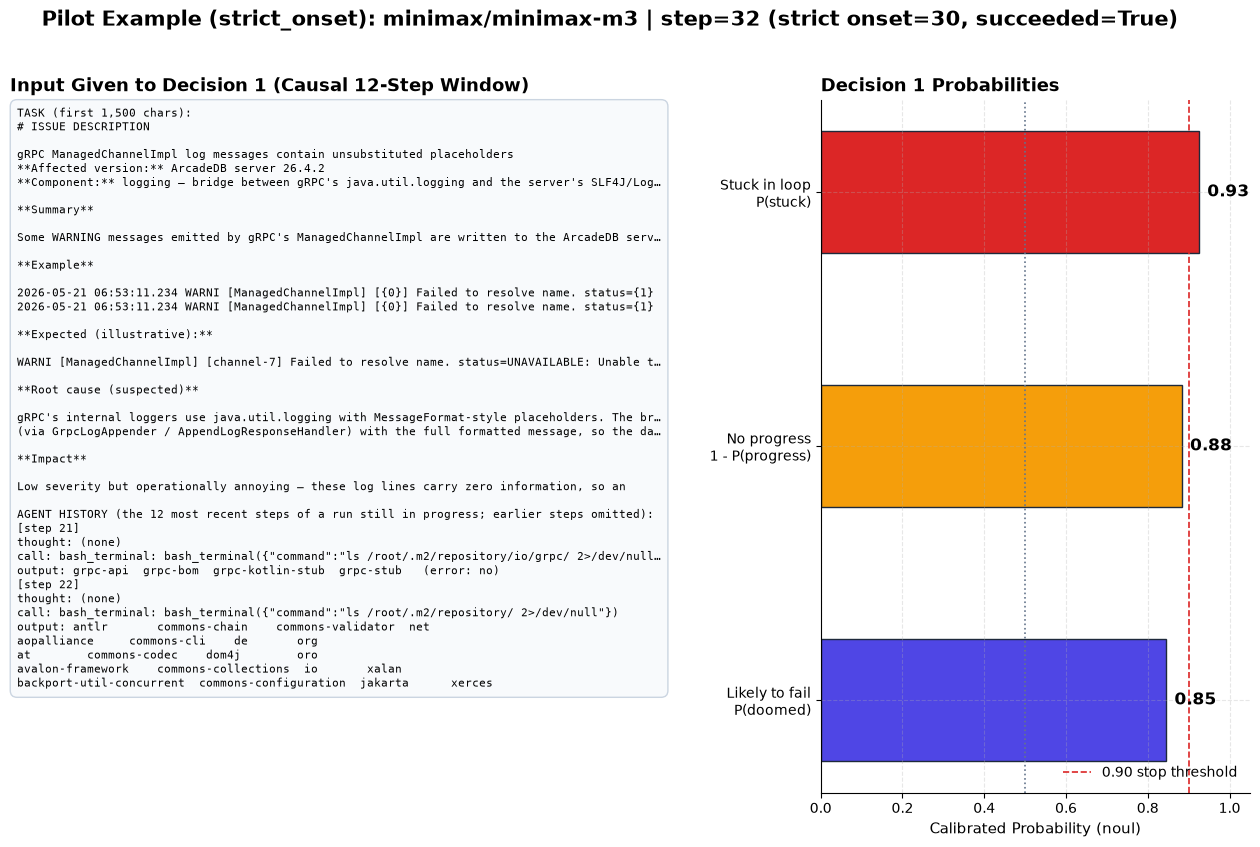 Pilot Example (strict_onset): minimax/minimax-m3 | step=32 (strict onset=30, succeeded=True)
Input Given to Decision 1 (Causal 12-Step Window)
TASK (first 1,500 chars):
# ISSUE DESCRIPTION
gRPC ManagedChannelImpl log messages contain unsubstituted placeholders
**Affected version:** ArcadeDB server 26.4.2
**Component:** logging — bridge between gRPC's java.util.logging and the server's SLF4J/Log…
**Summary**
Some WARNING messages emitted by gRPC's ManagedChannelImpl are written to the ArcadeDB serv…
**Example**
2026-05-21 06:53:11.234 WARNI [ManagedChannelImpl] [{0}] Failed to resolve name. status={1}
2026-05-21 06:53:11.234 WARNI [ManagedChannelImpl] [{0}] Failed to resolve name. status={1}
**Expected (illustrative):**
WARNI [ManagedChannelImpl] [channel-7] Failed to resolve name. status=UNAVAILABLE: Unable t…
**Root cause (suspected)**
gRPC's internal loggers use java.util.logging with MessageFormat-style placeholders. The br…
(via GrpcLogAppender / AppendLogResponseHandler) with the full formatted message, so the da…
**Impact**
Low severity but operationally annoying — these log lines carry zero information, so an
AGENT HISTORY (the 12 most recent steps of a run still in progress; earlier steps omitted):
[step 21]
thought: (none)
call: bash_terminal: bash_terminal({"command":"ls /root/.m2/repository/io/grpc/ 2>/dev/null…
output: grpc-api  grpc-bom  grpc-kotlin-stub  grpc-stub   (error: no)
[step 22]
thought: (none)
call: bash_terminal: bash_terminal({"command":"ls /root/.m2/repository/ 2>/dev/null"})
output: antlr       commons-chain    commons-validator  net
aopalliance      commons-cli    de       org
at        commons-codec   dom4j        oro
avalon-framework    commons-collections  io       xalan
backport-util-concurrent  commons-configuration  jakarta      xerces
Decision 1 Probabilities
Stuck in loop
P(stuck)
0.93
No progress
1 - P(progress)
0.88
Likely to fail
P(doomed)
0.85
0.90 stop threshold
0.0 0.2 0.4 0.6 0.8 1.0
Calibrated Probability (noul)